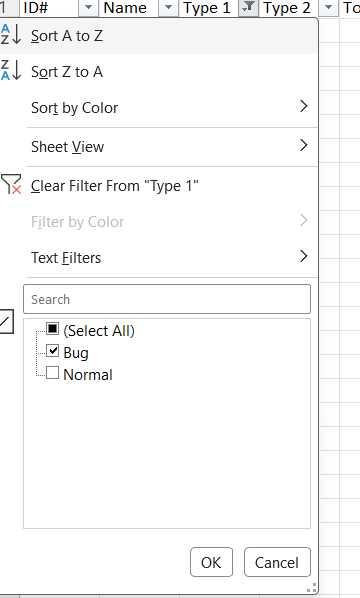 1 ID# Name Type 1 Type 2 To
A Z Sort A to Z
Z A Sort Z to A
Sort by Color
Sheet View
Clear Filter From "Type 1"
Filter by Color
Text Filters
Search
(Select All)
Bug
Normal
OK Cancel